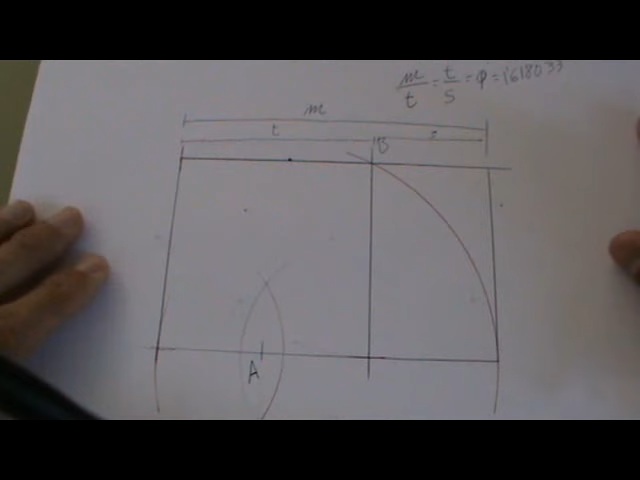 m/t = t/s = φ = 1'618033
m
t s
B
A